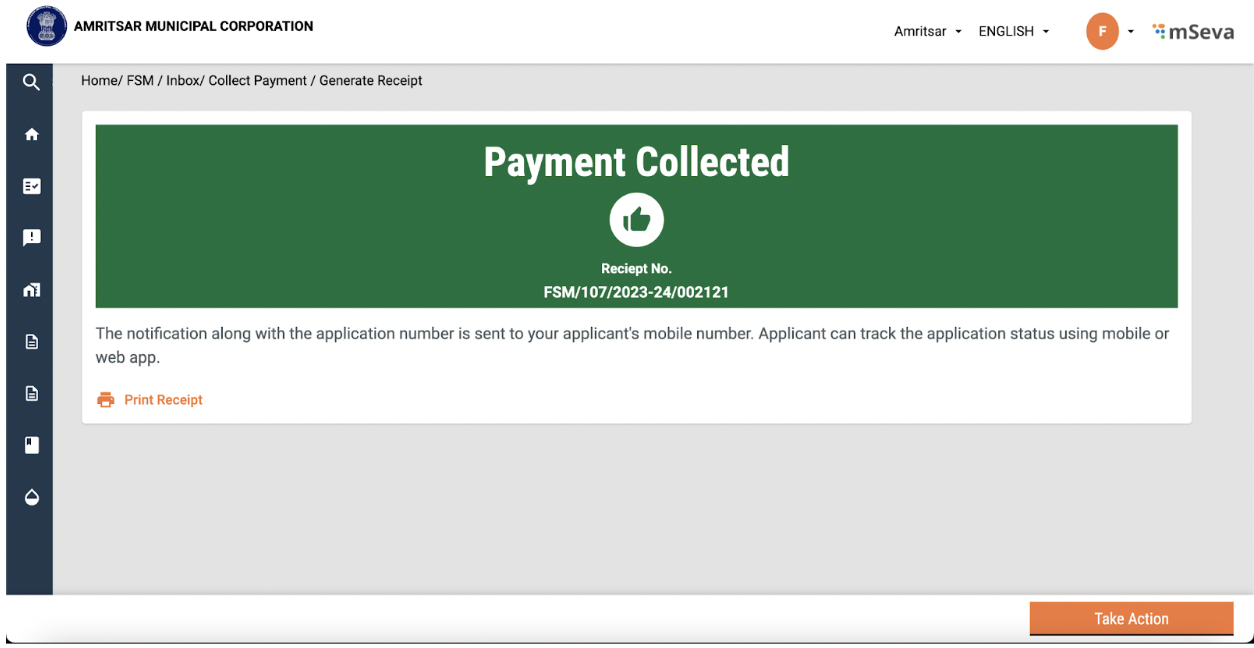 AMRITSAR MUNICIPAL CORPORATION
Amritsar
ENGLISH
F
mSeva
Home/ FSM / Inbox/ Collect Payment / Generate Receipt
Payment Collected
Reciept No.
FSM/107/2023-24/002121
The notification along with the application number is sent to your applicant's mobile number. Applicant can track the application status using mobile or
web app.
Print Receipt
Take Action